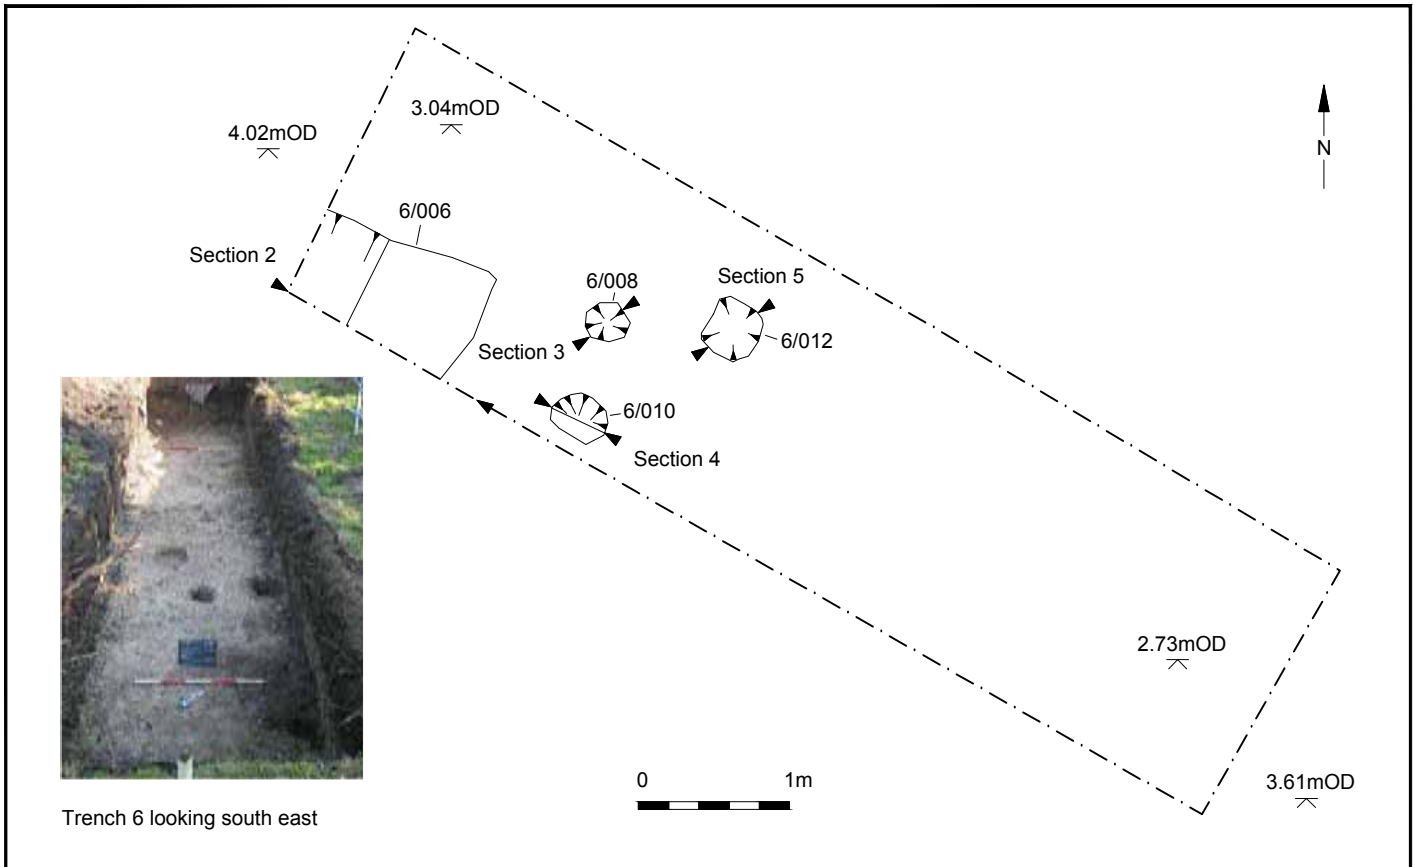 3.04mOD
4.02mOD
N
6/006
Section 2
6/008
Section 5
6/012
Section 3
6/010
Section 4
2.73mOD
0 1m
3.61mOD
Trench 6 looking south east